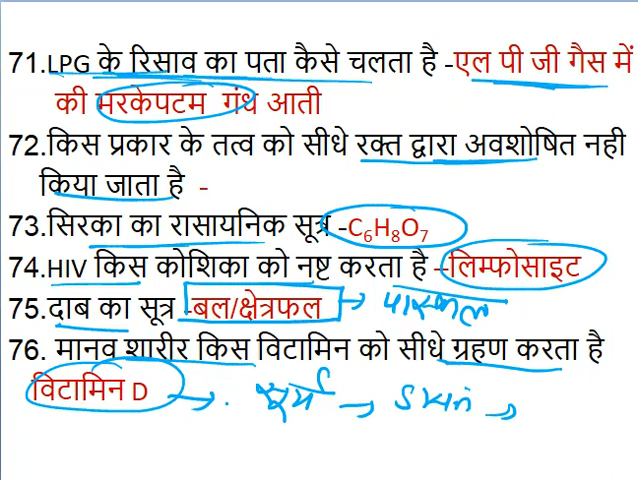 71.LPG के रिसाव का पता कैसे चलता है -एल पी जी गैस में
की मरकेपटम गंध आती
72.किस प्रकार के तत्व को सीधे रक्त द्वारा अवशोषित नही
किया जाता है -
73.सिरका का रासायनिक सूत्र -C₆H₈O₇
74.HIV किस कोशिका को नष्ट करता है -लिम्फोसाइट
75.दाब का सूत्र -बल/क्षेत्रफल → पास्कल
76. मानव शारीर किस विटामिन को सीधे ग्रहण करता है
विटामिन D → सूर्य → skin →